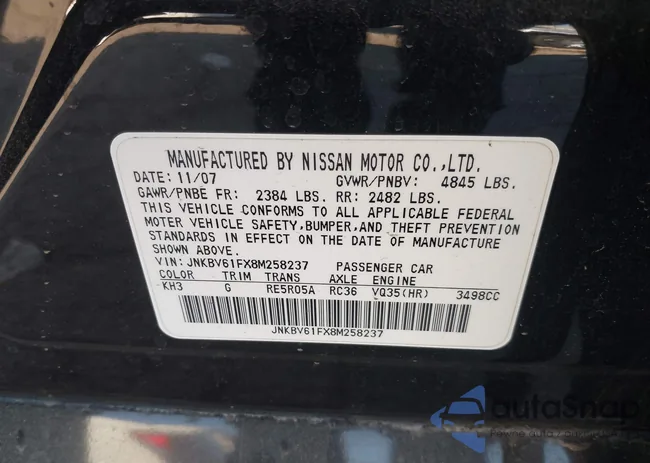 MANUFACTURED BY NISSAN MOTOR CO.,LTD.
DATE: 11/07 GVWR/PNBV: 4845 LBS.
GAWR/PNBE FR: 2384 LBS. RR: 2482 LBS.
THIS VEHICLE CONFORMS TO ALL APPLICABLE FEDERAL
MOTER VEHICLE SAFETY, BUMPER,AND THEFT PREVENTION
STANDARDS IN EFFECT ON THE DATE OF MANUFACTURE
SHOWN ABOVE.
VIN: JNKBV61FX8M258237 PASSENGER CAR
COLOR TRIM TRANS AXLE ENGINE
KH3 G RE5R05A RC36 VQ35(HR) 3498CC
JNKBV61FX8M258237
autoSnap